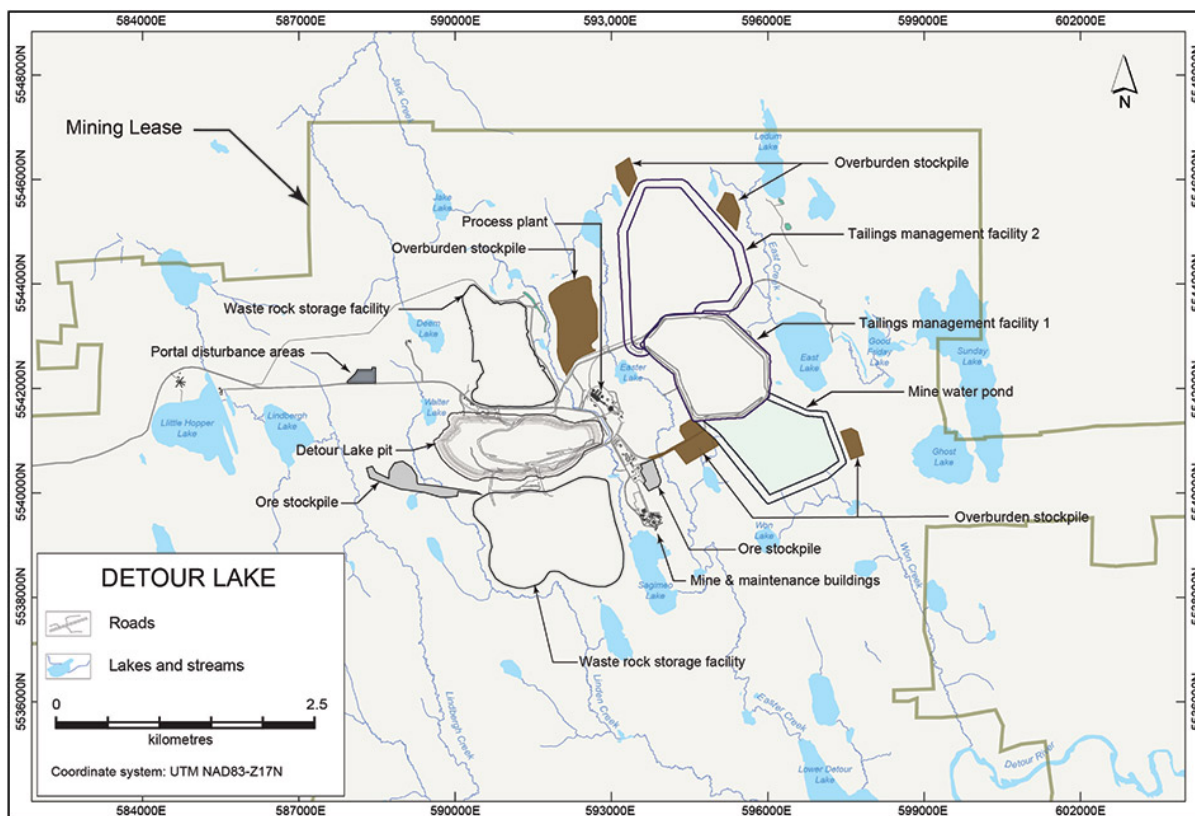 584000E
587000E
590000E
593,000E
596000E
599000E
602000E
5548000N
5548000N
N
Jack Creek
Mining Lease
Ledum
Lake
5546000N
Overburden stockpile
Jake
Lake
Process plant
Tailings management facility 2
Overburden stockpile
East Creek
5544000N
Waste rock storage facility
Deem
Lake
Tailings management facility 1
Good
Friday
Lake
Sunday
Lake
East
Lake
Portal disturbance areas
Easter
Lake
5542000N
Mine water pond
Walter
Lake
Little Hopper
Lake
Lindbergh
Lake
Detour Lake pit
Ghost
Lake
Ore stockpile
5540000N
Overburden stockpile
Won
Lake
Ore stockpile
DETOUR LAKE
Mine & maintenance buildings
Sagimeo
Lake
Won Creek
5538000N
5538000N
Roads
Waste rock storage facility
Lakes and streams
Linden Creek
Lindbergh Creek
Easter Creek
0
2.5
5536000N
kilometres
Detour River
Lower Detour
Lake
Coordinate system: UTM NAD83-Z17N
584000E
587000E
590000E
593000E
596000E
599000E
602000E